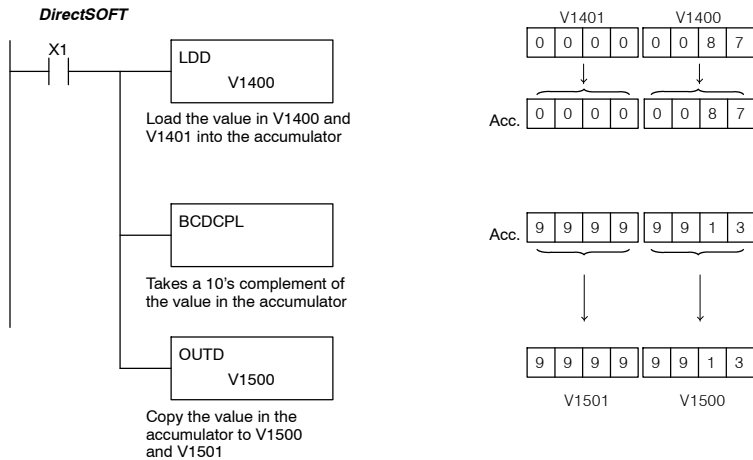 DirectSOFT
X1
LDD
V1400
Load the value in V1400 and
V1401 into the accumulator
BCDCPL
Takes a 10's complement of
the value in the accumulator
OUTD
V1500
Copy the value in the
accumulator to V1500
and V1501
V1401 V1400
0 0 0 0 0 0 8 7
Acc. 0 0 0 0 0 0 8 7
Acc. 9 9 9 9 9 9 1 3
9 9 9 9 9 9 1 3
V1501 V1500